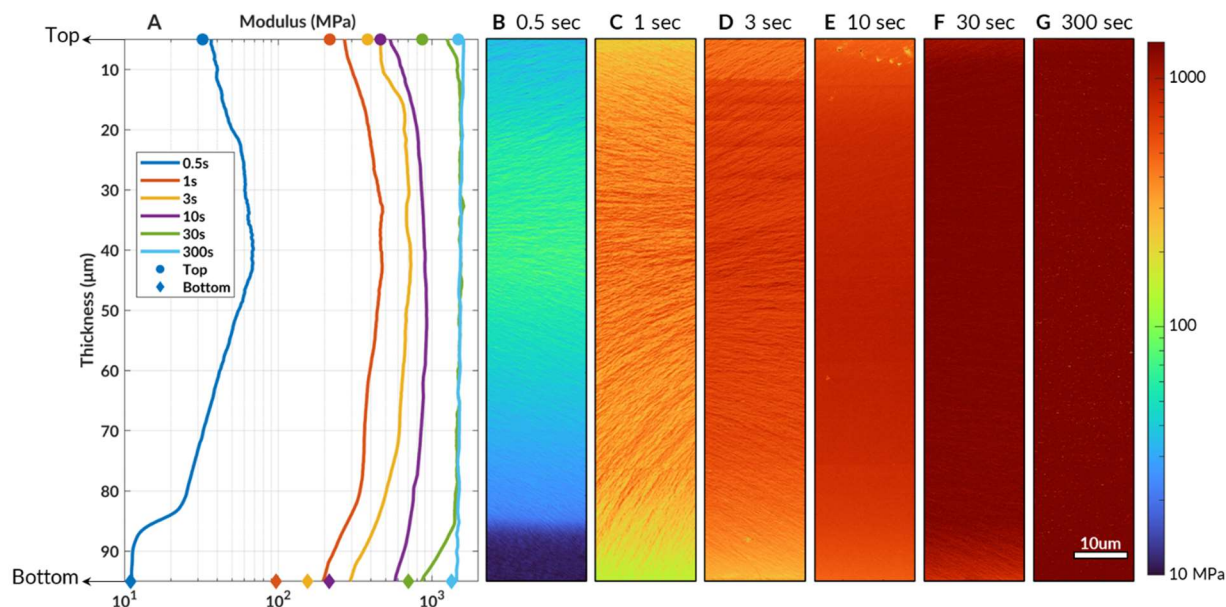 A Modulus (MPa)
B 0.5 sec
C 1 sec
D 3 sec
E 10 sec
F 30 sec
G 300 sec
Top
10
20
30
40
50
60
70
80
90
Thickness (µm)
Bottom
0.5s
1s
3s
10s
30s
300s
Top
Bottom
10¹
10²
10³
10um
1000
100
10 MPa